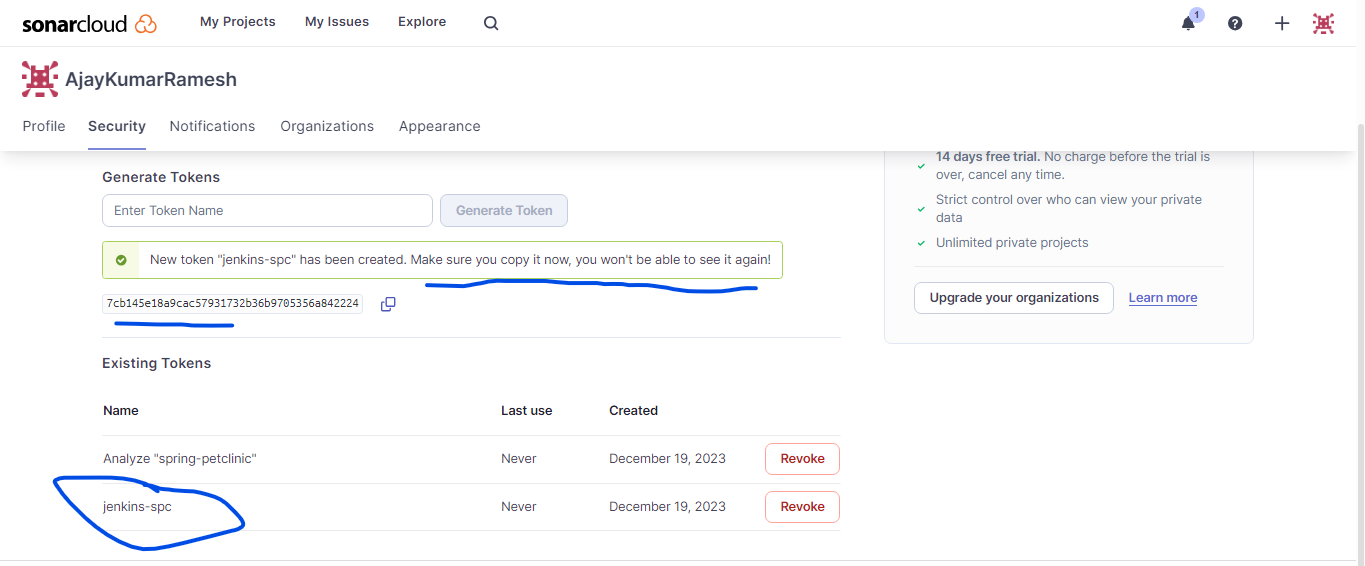 sonarcloud My Projects My Issues Explore 1
AjayKumarRamesh
Profile Security Notifications Organizations Appearance
14 days free trial. No charge before the trial is
over, cancel any time.
Strict control over who can view your private
data
Unlimited private projects
Upgrade your organizations Learn more
Generate Tokens
Enter Token Name Generate Token
New token "jenkins-spc" has been created. Make sure you copy it now, you won't be able to see it again!
7cb145e18a9cac57931732b36b9705356a842224
Existing Tokens
Name Last use Created
Analyze "spring-petclinic" Never December 19, 2023 Revoke
jenkins-spc Never December 19, 2023 Revoke